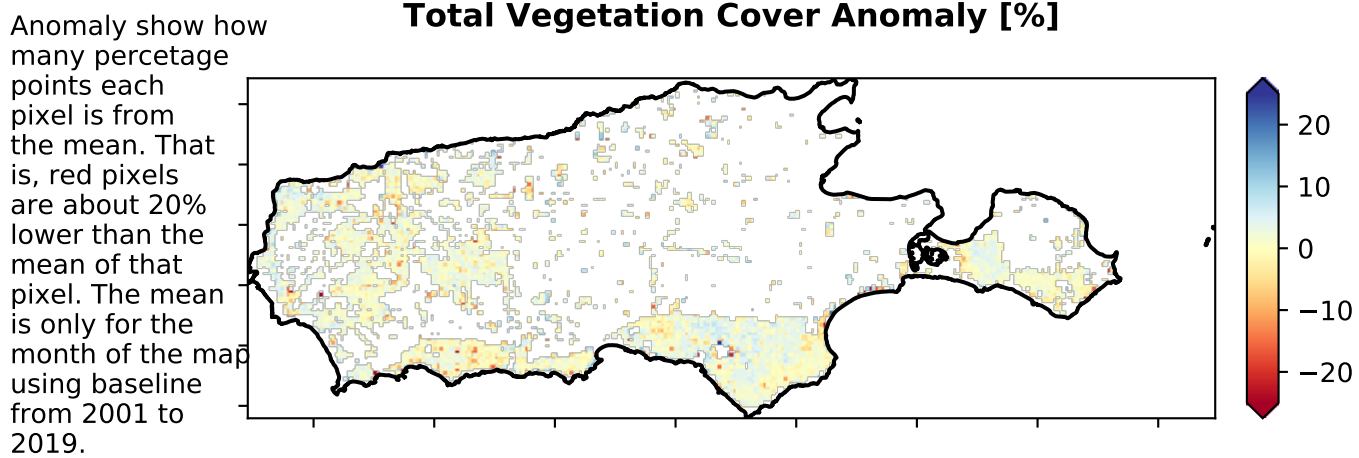 Total Vegetation Cover Anomaly [%]
Anomaly show how
many percetage
points each
pixel is from
the mean. That
is, red pixels
are about 20%
lower than the
mean of that
pixel. The mean
is only for the
month of the map
using baseline
from 2001 to
2019.
20
10
0
−10
−20